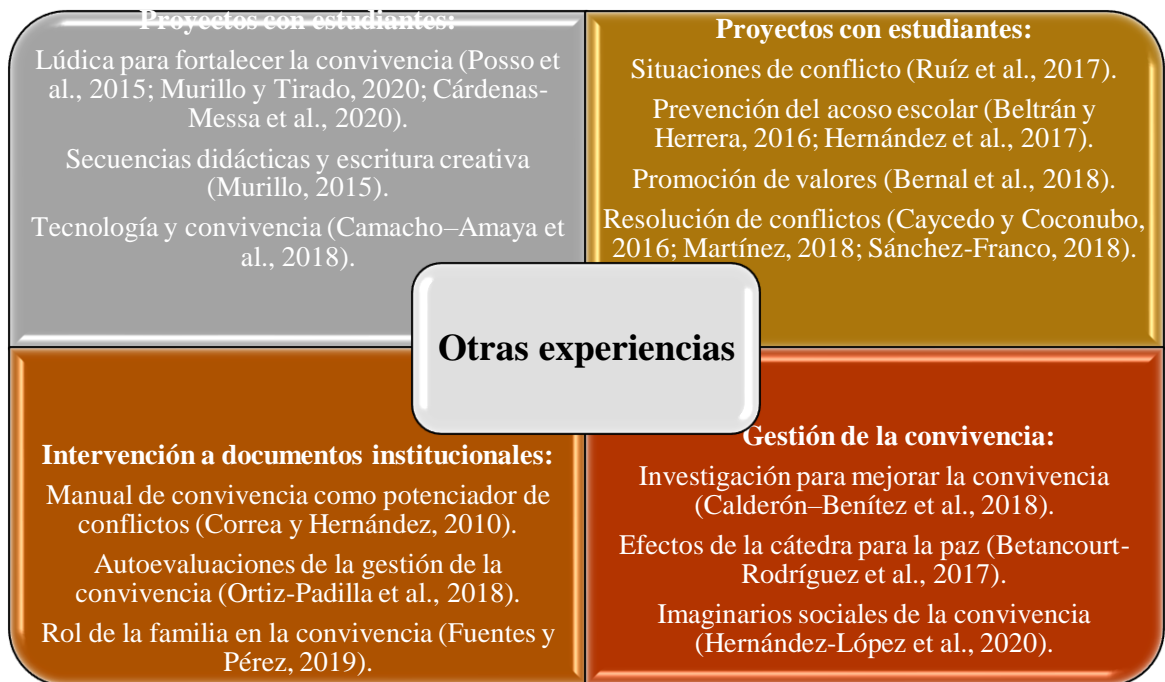 Proyectos con estudiantes:
Lúdica para fortalecer la convivencia (Posso et
al., 2015; Murillo y Tirado, 2020; Cárdenas-
Messa et al., 2020).
Secuencias didácticas y escritura creativa
(Murillo, 2015).
Tecnología y convivencia (Camacho–Amaya et
al., 2018).
Proyectos con estudiantes:
Situaciones de conflicto (Ruíz et al., 2017).
Prevención del acoso escolar (Beltrán y
Herrera, 2016; Hernández et al., 2017).
Promoción de valores (Bernal et al., 2018).
Resolución de conflictos (Caycedo y Coconubo,
2016; Martínez, 2018; Sánchez-Franco, 2018).
Otras experiencias
Intervención a documentos institucionales:
Manual de convivencia como potenciador de
conflictos (Correa y Hernández, 2010).
Autoevaluaciones de la gestión de la
convivencia (Ortiz-Padilla et al., 2018).
Rol de la familia en la convivencia (Fuentes y
Pérez, 2019).
Gestión de la convivencia:
Investigación para mejorar la convivencia
(Calderón–Benítez et al., 2018).
Efectos de la cátedra para la paz (Betancourt-
Rodríguez et al., 2017).
Imaginarios sociales de la convivencia
(Hernández-López et al., 2020).